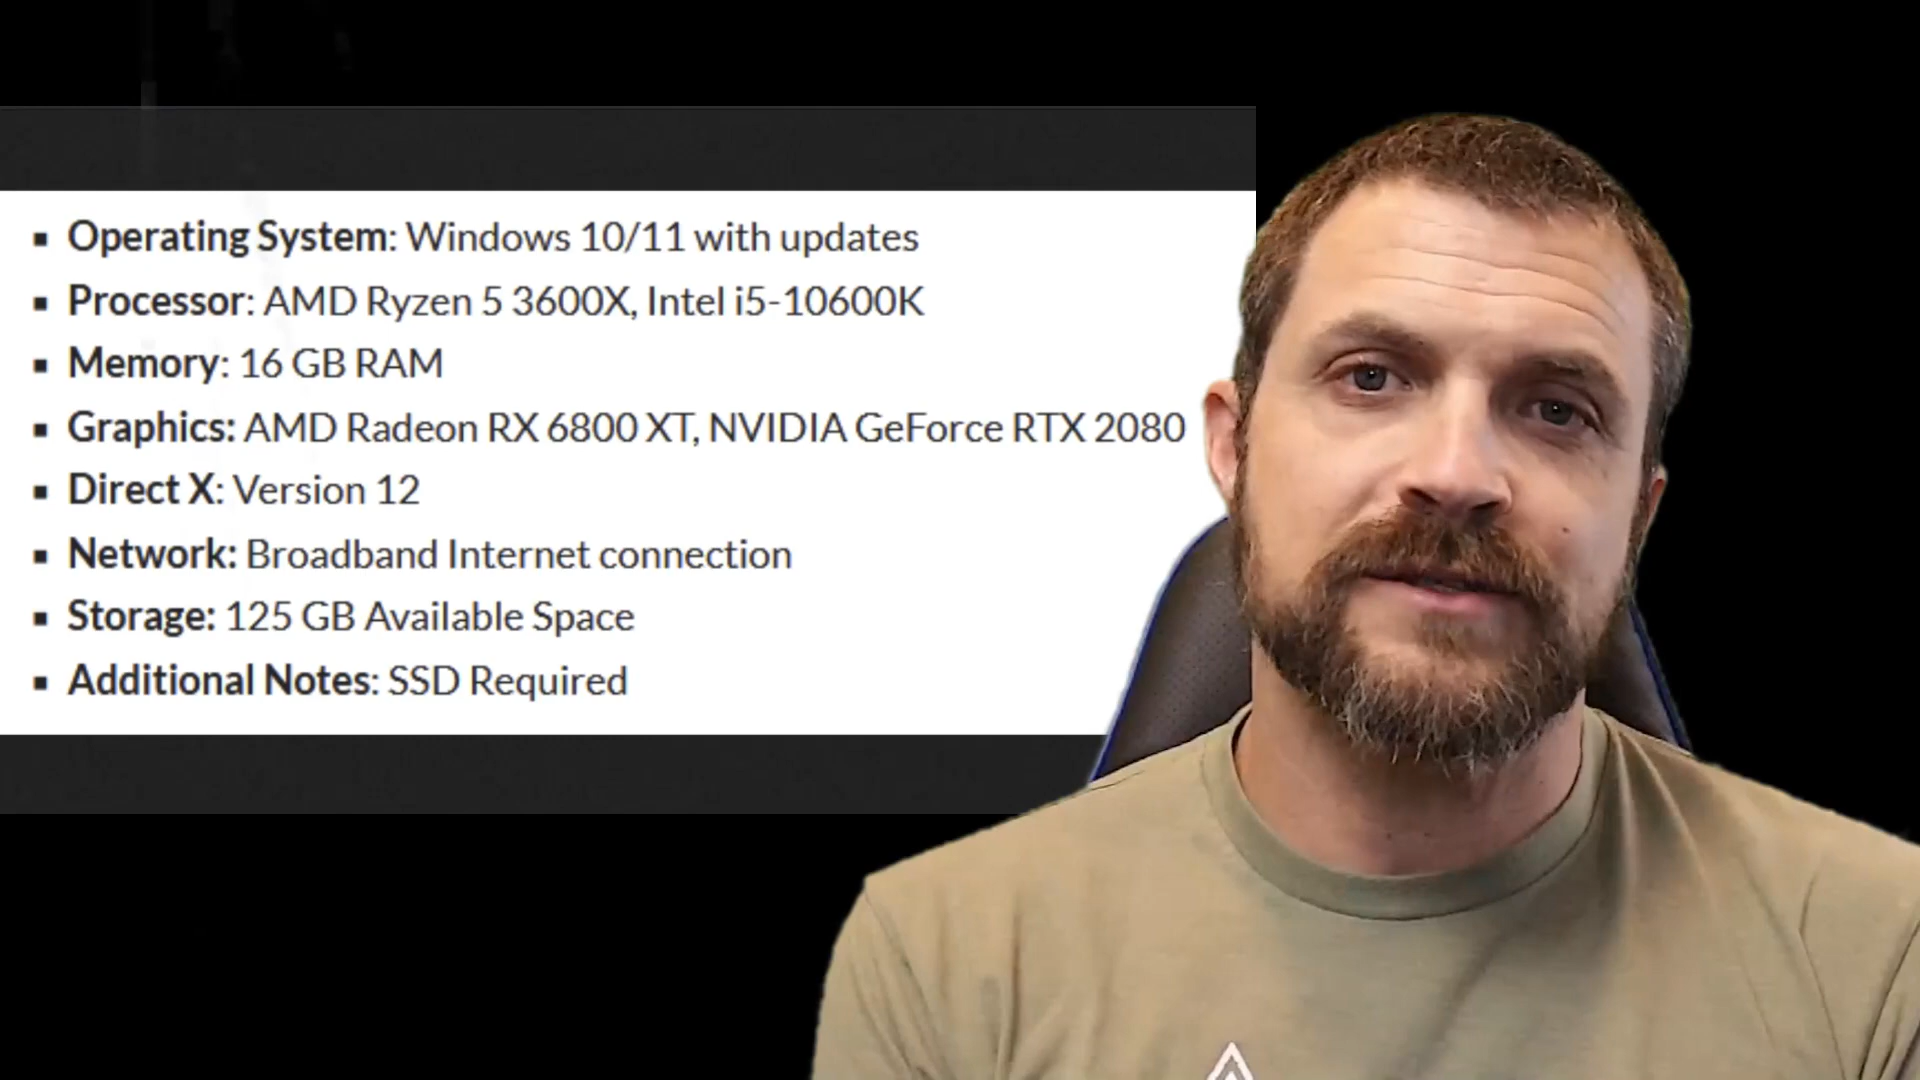 ▪ Operating System: Windows 10/11 with updates
▪ Processor: AMD Ryzen 5 3600X, Intel i5-10600K
▪ Memory: 16 GB RAM
▪ Graphics: AMD Radeon RX 6800 XT, NVIDIA GeForce RTX 2080
▪ Direct X: Version 12
▪ Network: Broadband Internet connection
▪ Storage: 125 GB Available Space
▪ Additional Notes: SSD Required